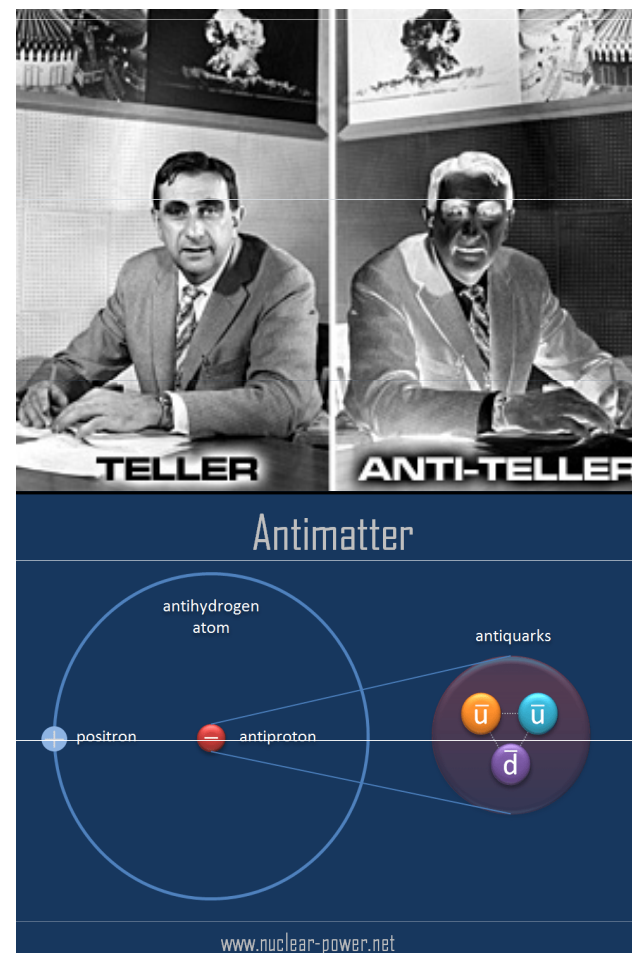 TELLER
ANTI-TELLER
Antimatter
antihydrogen
atom
antiquarks
u̅ u̅
+ positron − antiproton
d̅
www.nuclear-power.net